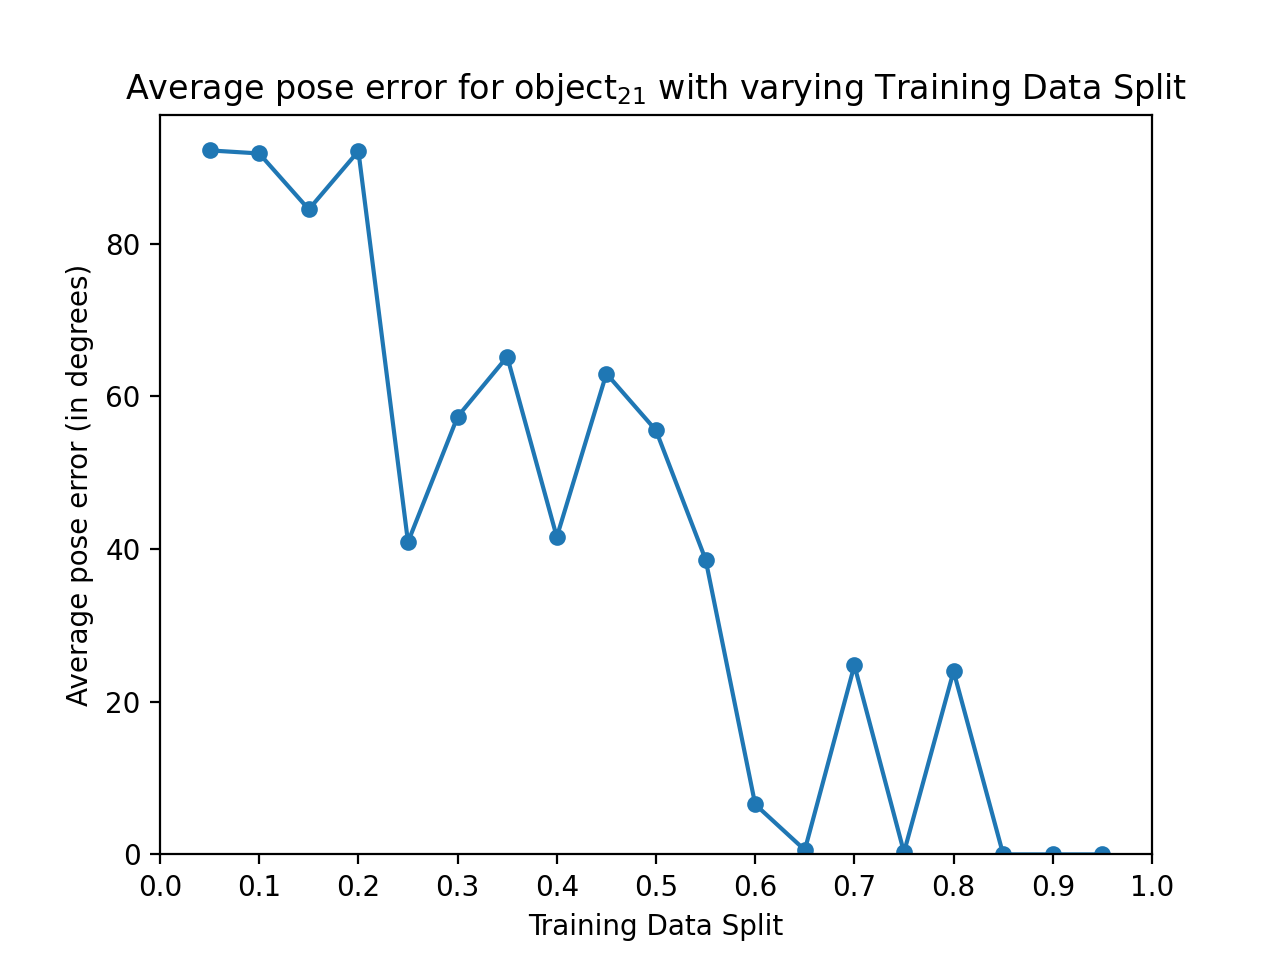 Average pose error for object₂₁ with varying Training Data Split
Average pose error (in degrees)
80
60
40
20
0
0.0 0.1 0.2 0.3 0.4 0.5 0.6 0.7 0.8 0.9 1.0
Training Data Split